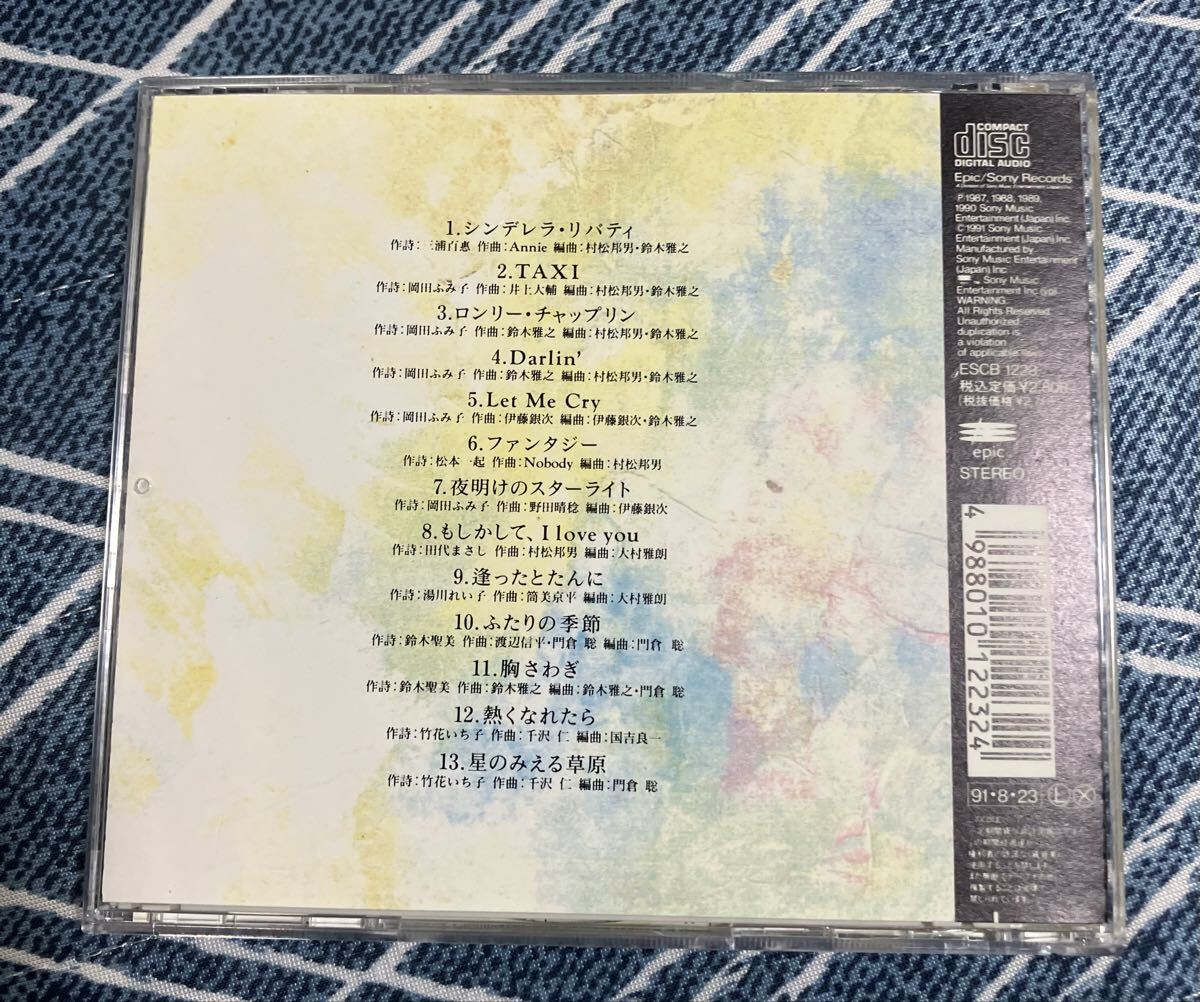 1.シンデレラ・リバティ
作詩:三浦百恵 作曲:Annie 編曲:村松邦男・鈴木雅之
2.TAXI
作詩:岡田ふみ子 作曲:井上大輔 編曲:村松邦男・鈴木雅之
3.ロンリー・チャップリン
作詩:岡田ふみ子 作曲:鈴木雅之 編曲:村松邦男・鈴木雅之
4.Darlin'
作詩:岡田ふみ子 作曲:鈴木雅之 編曲:村松邦男・鈴木雅之
5.Let Me Cry
作詩:岡田ふみ子 作曲:伊藤銀次 編曲:伊藤銀次・鈴木雅之
6.ファンタジー
作詩:松本一起 作曲:Nobody 編曲:村松邦男
7.夜明けのスターライト
作詩:岡田ふみ子 作曲:野田晴稔 編曲:伊藤銀次
8.もしかして、I love you
作詩:田代まさし 作曲:村松邦男 編曲:大村雅朗
9.逢ったとたんに
作詩:湯川れい子 作曲:筒美京平 編曲:大村雅朗
10.ふたりの季節
作詩:鈴木聖美 作曲:渡辺信平・門倉 聡 編曲:門倉 聡
11.胸さわぎ
作詩:鈴木聖美 作曲:鈴木雅之 編曲:鈴木雅之・門倉 聡
12.熱くなれたら
作詩:竹花いち子 作曲:千沢 仁 編曲:国吉良一
13.星のみえる草原
作詩:竹花いち子 作曲:千沢 仁 編曲:門倉 聡
COMPACT
disc
DIGITAL AUDIO
Epic/Sony Records
A Division of Sony Music Entertainment (Japan) Inc.
Ⓟ1987, 1988, 1989,
1990 Sony Music
Entertainment (Japan) Inc.
Ⓒ1991 Sony Music
Entertainment (Japan) Inc.
Manufactured by
Sony Music Entertainment
(Japan) Inc
Sony Music
Entertainment Inc
WARNING:
All Rights Reserved.
Unauthorized
duplication is
a violation
of applicable laws
ESCB 122
税込定価¥2,80
(税抜価格¥2,
epic
STEREO
4 988010 122324
91・8・23 Ⓛ Ⓧ